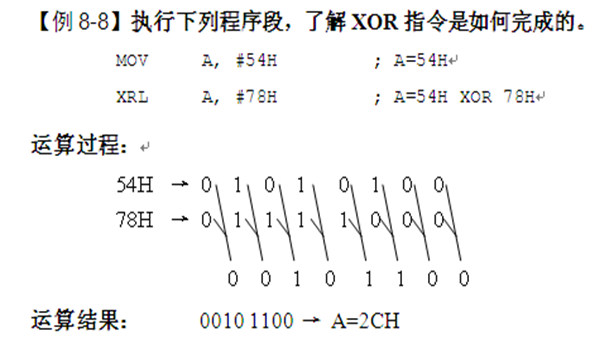 【例 8-8】执行下列程序段，了解 XOR 指令是如何完成的。
MOV A, #54H ; A=54H↵
XRL A, #78H ; A=54H XOR 78H↵
运算过程：↵
54H → 0 1 0 1 0 1 0 0
78H → 0 1 1 1 1 0 0 0
0 0 1 0 1 1 0 0
运算结果： 0010 1100 → A=2CH